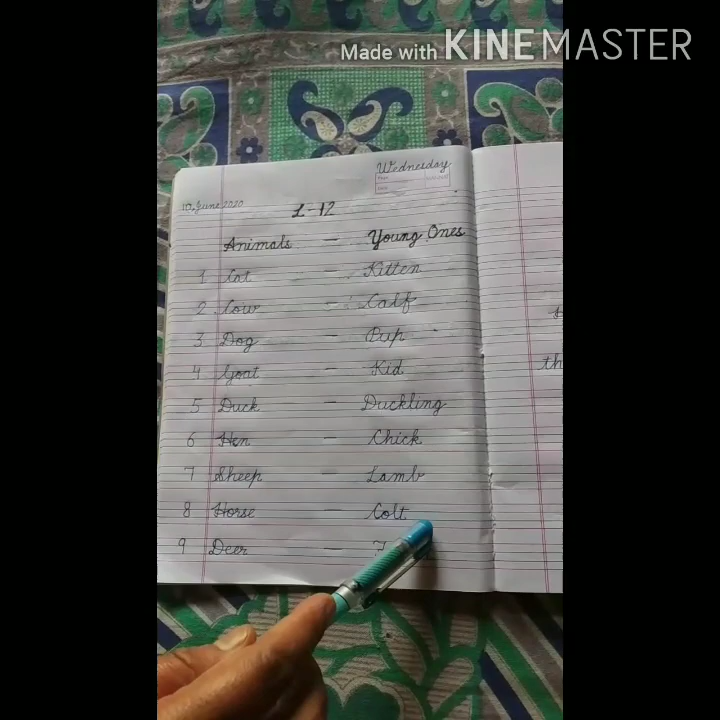 Made with KINEMASTER
Wednesday
10, June 2020
L-12
Animals — Young Ones
1 Cat — Kitten
2 Cow — Calf
3 Dog — Pup
4 Goat — Kid
5 Duck — Duckling
6 Hen — Chick
7 Sheep — Lamb
8 Horse — Colt
9 Deer —